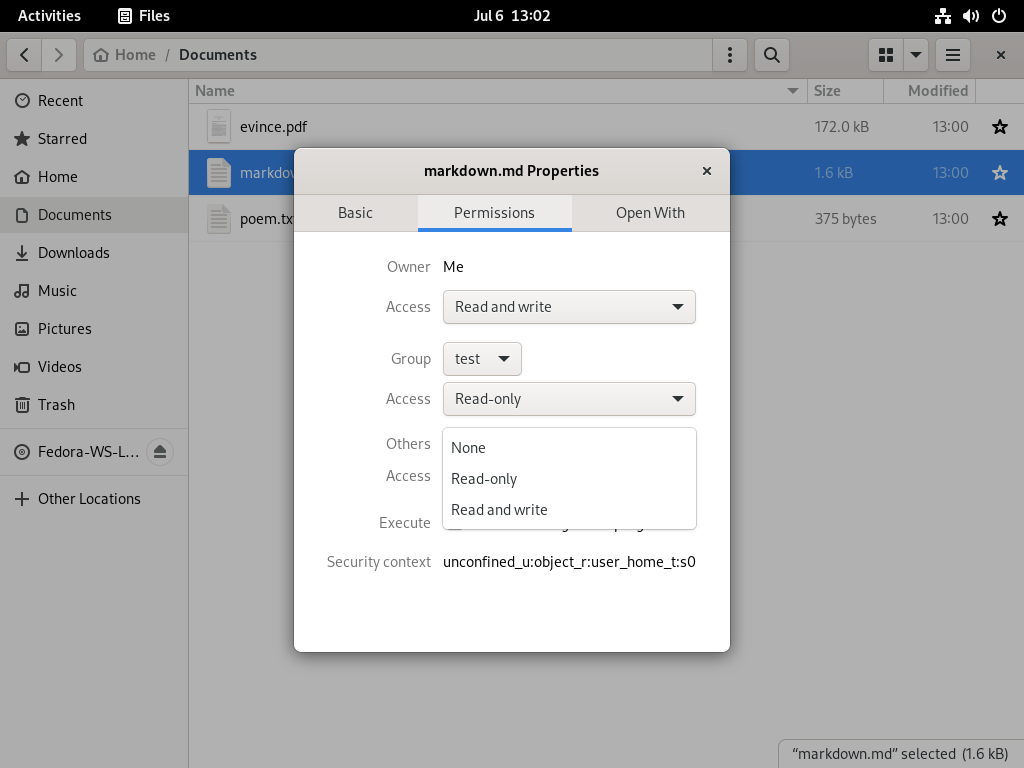 Activities Files Jul 6 13:02
Home / Documents
Name Size Modified
Recent
Starred
Home
Documents
Downloads
Music
Pictures
Videos
Trash
Fedora-WS-L…
Other Locations
evince.pdf 172.0 kB 13:00
1.6 kB 13:00
375 bytes 13:00
markdown.md Properties
Basic Permissions Open With
Owner Me
Access Read and write
Group test
Access Read-only
Others
Access
None
Read-only
Read and write
Execute
Security context unconfined_u:object_r:user_home_t:s0
“markdown.md” selected (1.6 kB)